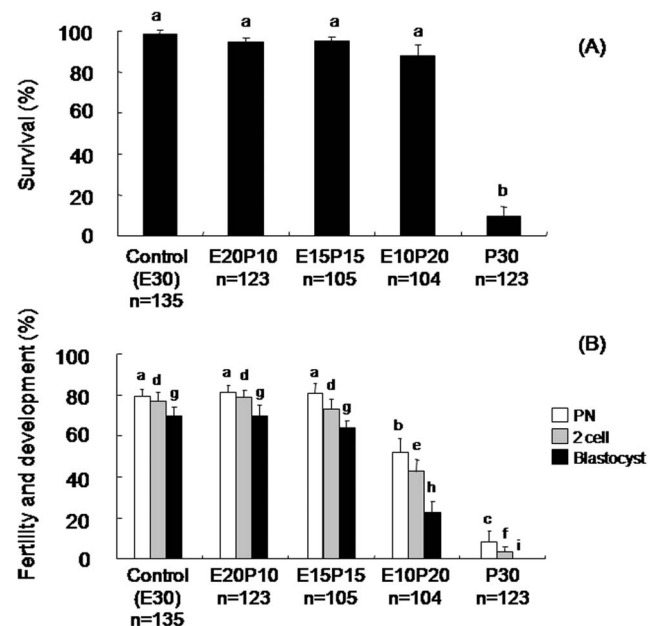 a a a a b
(A)
100
80
60
40
20
0
Survival (%)
Control E20P10 E15P15 E10P20 P30
(E30) n=123 n=105 n=104 n=123
n=135
(B)
100
80
60
40
20
0
Fertility and development (%)
a d g a d g a d g b e h c f i
PN
2 cell
Blastocyst
Control E20P10 E15P15 E10P20 P30
(E30) n=123 n=105 n=104 n=123
n=135